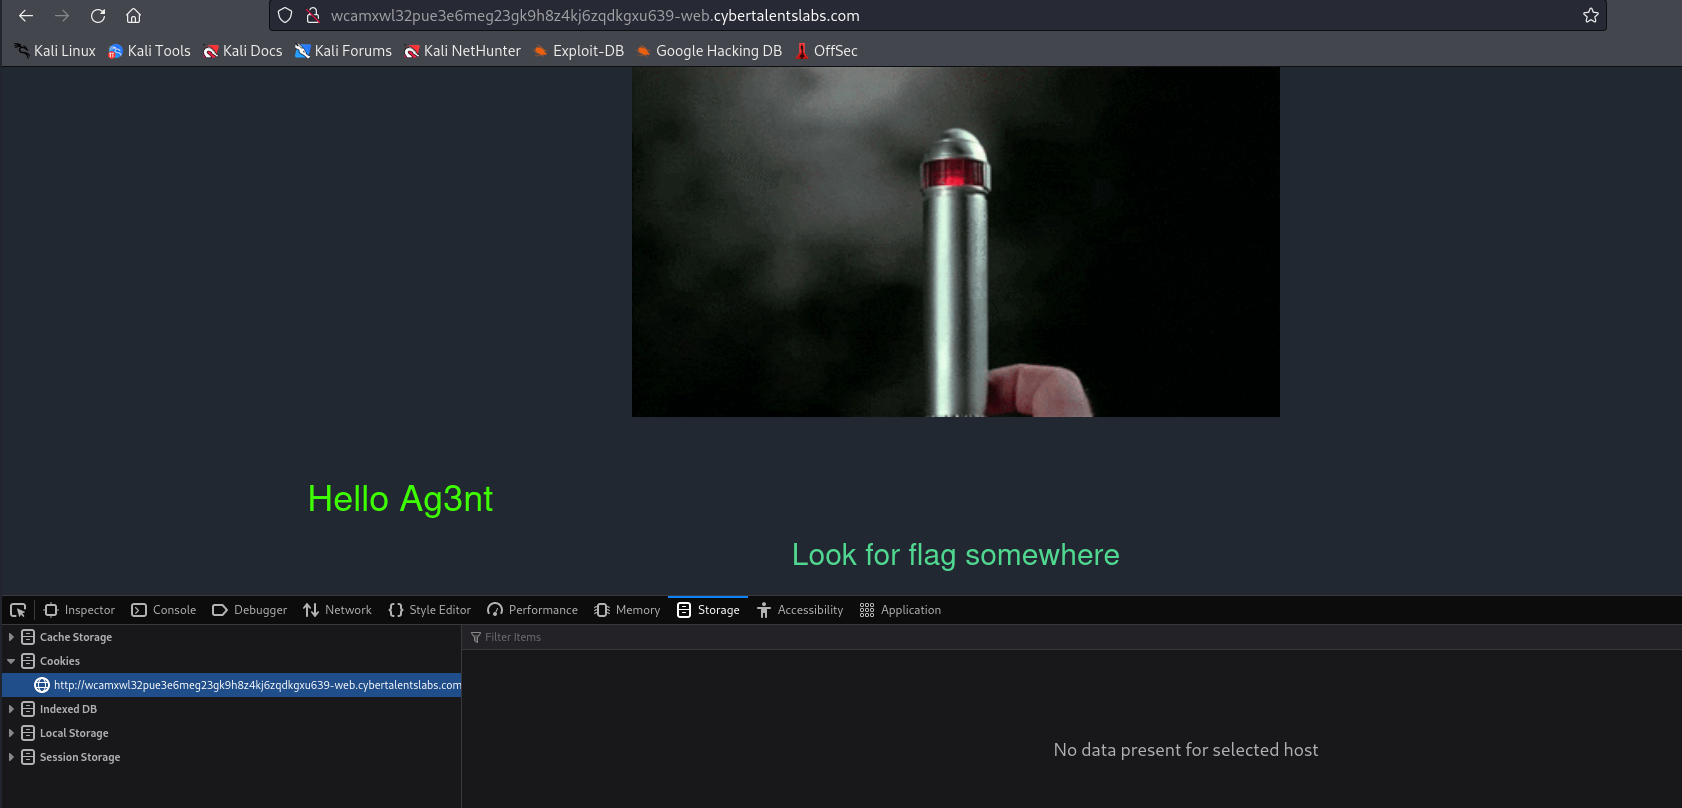 wcamxwl32pue3e6meg23gk9h8z4kj6zqdkgxu639-web.cybertalentslabs.com
Kali Linux Kali Tools Kali Docs Kali Forums Kali NetHunter Exploit-DB Google Hacking DB OffSec
Hello Ag3nt
Look for flag somewhere
Inspector Console Debugger Network Style Editor Performance Memory Storage Accessibility Application
Cache Storage
Filter Items
Cookies
http://wcamxwl32pue3e6meg23gk9h8z4kj6zqdkgxu639-web.cybertalentslabs.com
Indexed DB
Local Storage
Session Storage
No data present for selected host